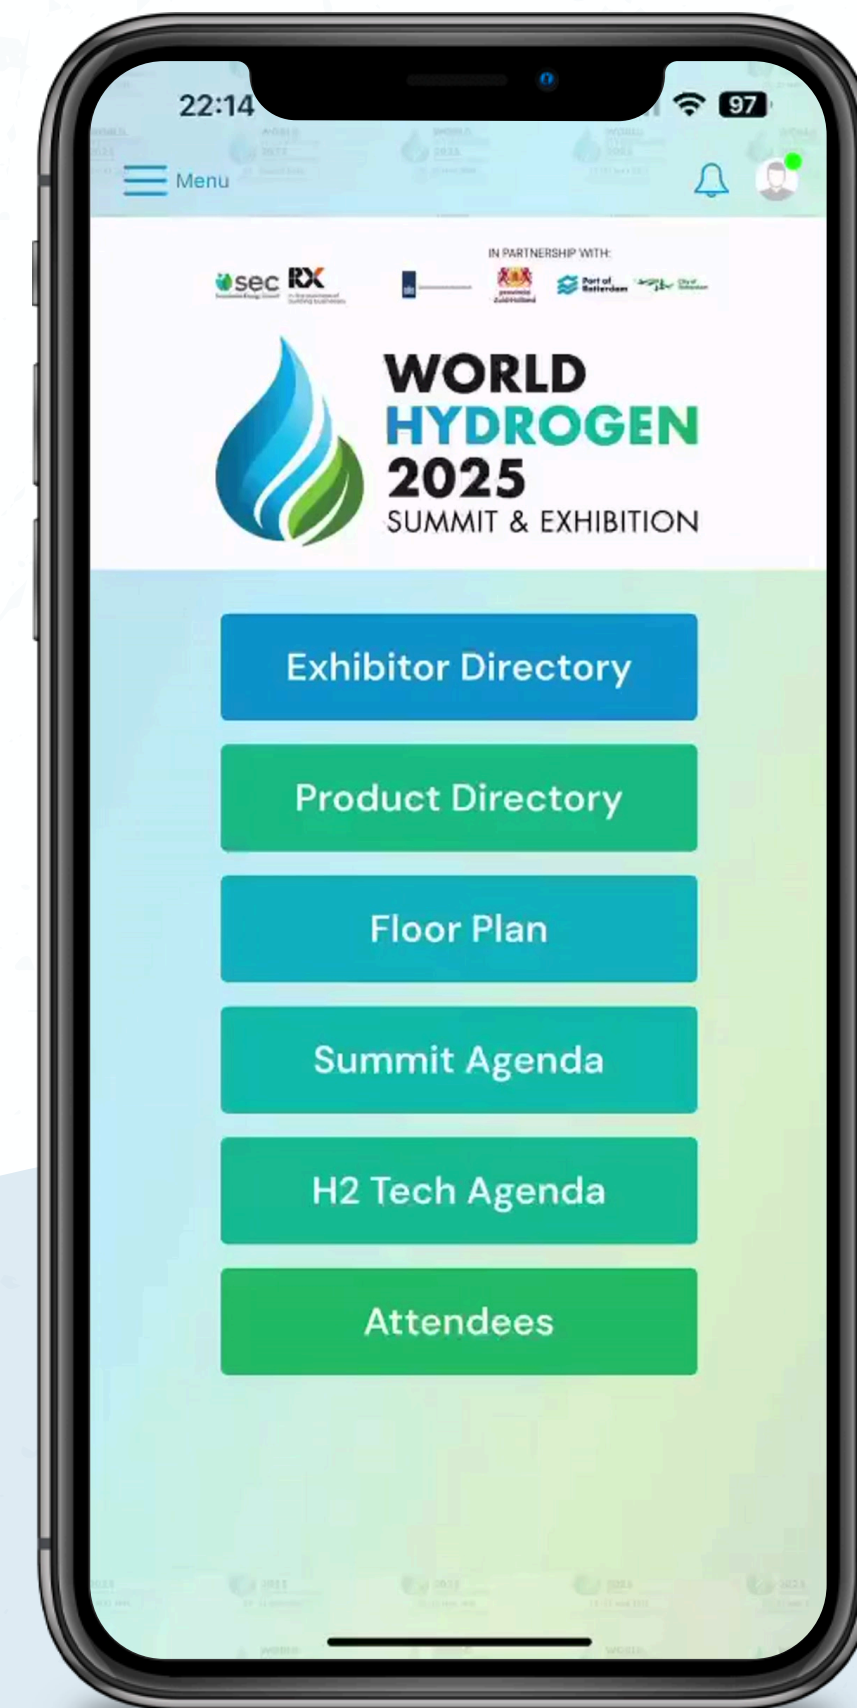 22:14
97
Menu
IN PARTNERSHIP WITH:
sec RX
Port of
Rotterdam
WORLD
HYDROGEN
2025
SUMMIT & EXHIBITION
Exhibitor Directory
Product Directory
Floor Plan
Summit Agenda
H2 Tech Agenda
Attendees